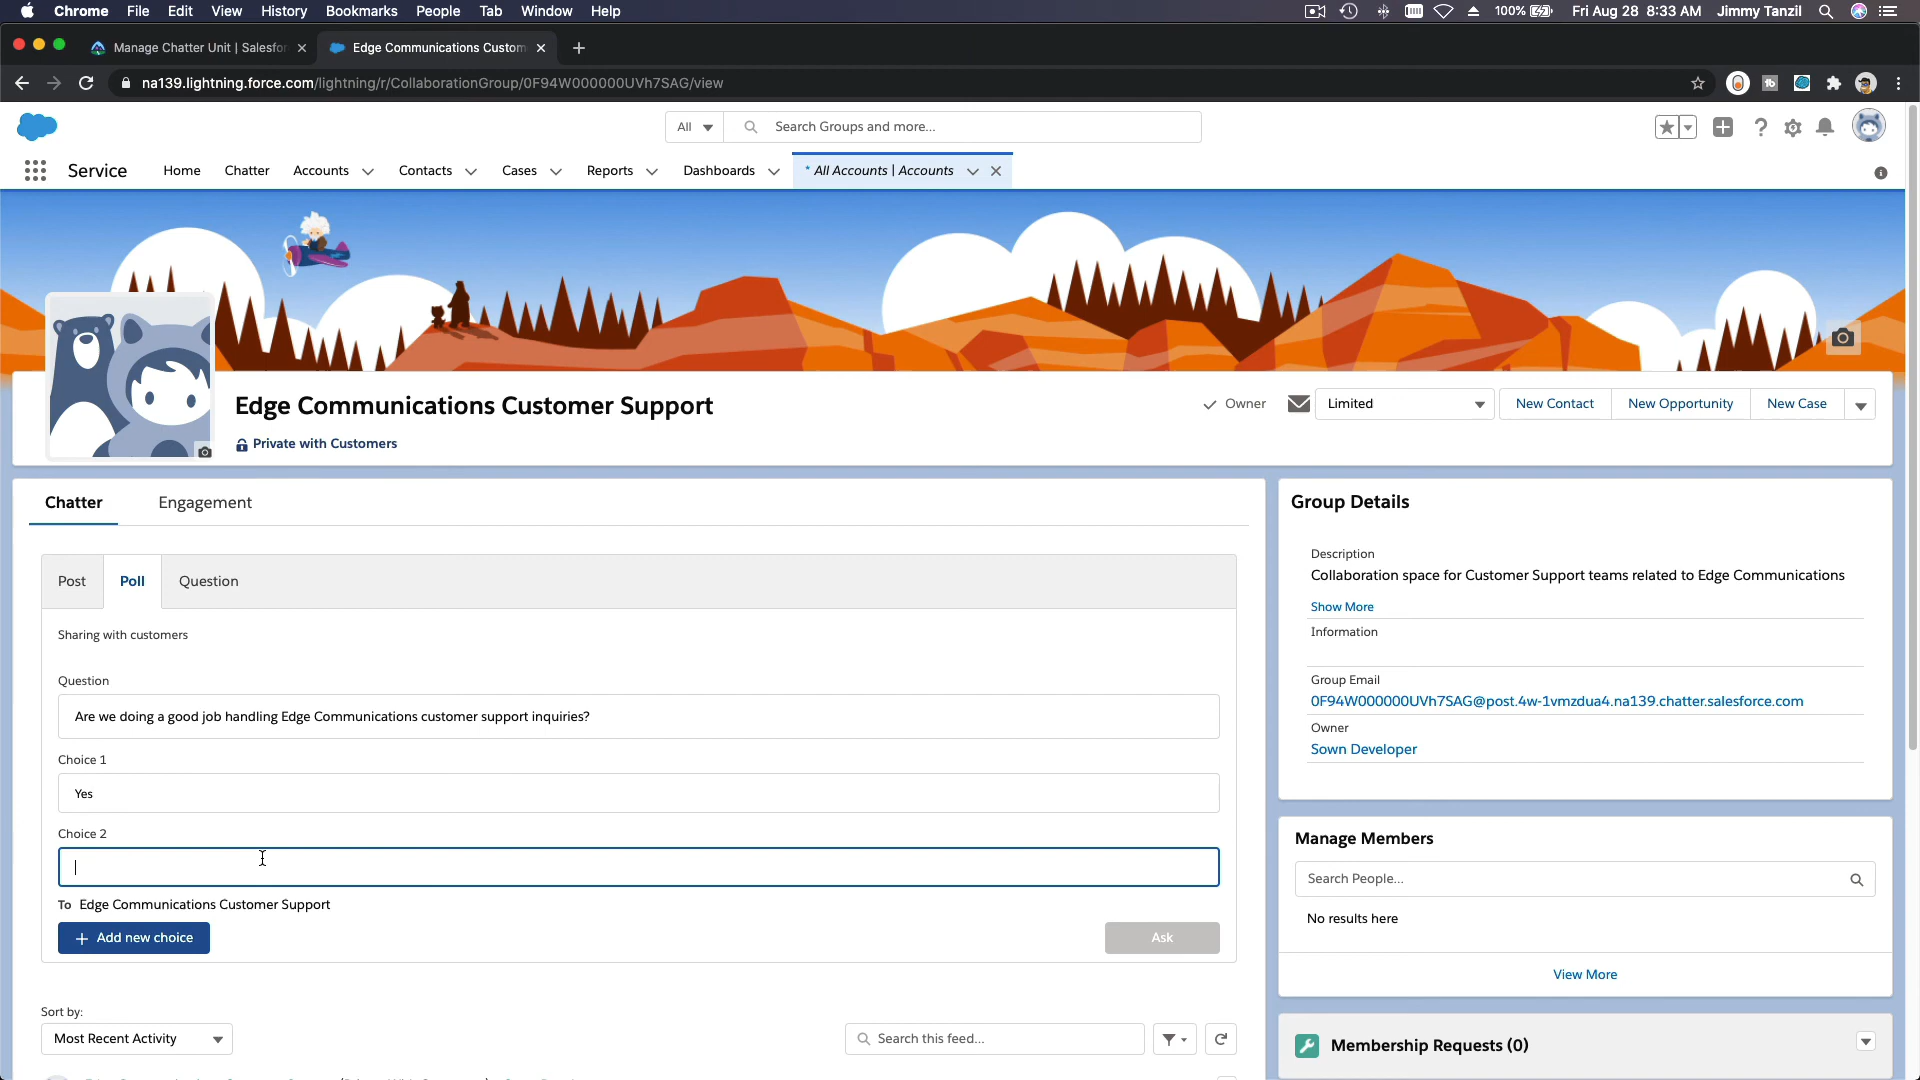 Chrome File Edit View History Bookmarks People Tab Window Help 100% Fri Aug 28 8:33 AM Jimmy Tanzil
Manage Chatter Unit | Salesfor Edge Communications Custom
na139.lightning.force.com/lightning/r/CollaborationGroup/0F94W000000UVh7SAG/view
All Search Groups and more...
Service Home Chatter Accounts Contacts Cases Reports Dashboards * All Accounts | Accounts
Edge Communications Customer Support
Owner Limited New Contact New Opportunity New Case
Private with Customers
Chatter Engagement
Post Poll Question
Sharing with customers
Question
Are we doing a good job handling Edge Communications customer support inquiries?
Choice 1
Yes
Choice 2
To Edge Communications Customer Support
+ Add new choice Ask
Sort by:
Most Recent Activity Search this feed...
Group Details
Description
Collaboration space for Customer Support teams related to Edge Communications
Show More
Information
Group Email
0F94W000000UVh7SAG@post.4w-1vmzdua4.na139.chatter.salesforce.com
Owner
Sown Developer
Manage Members
Search People...
No results here
View More
Membership Requests (0)